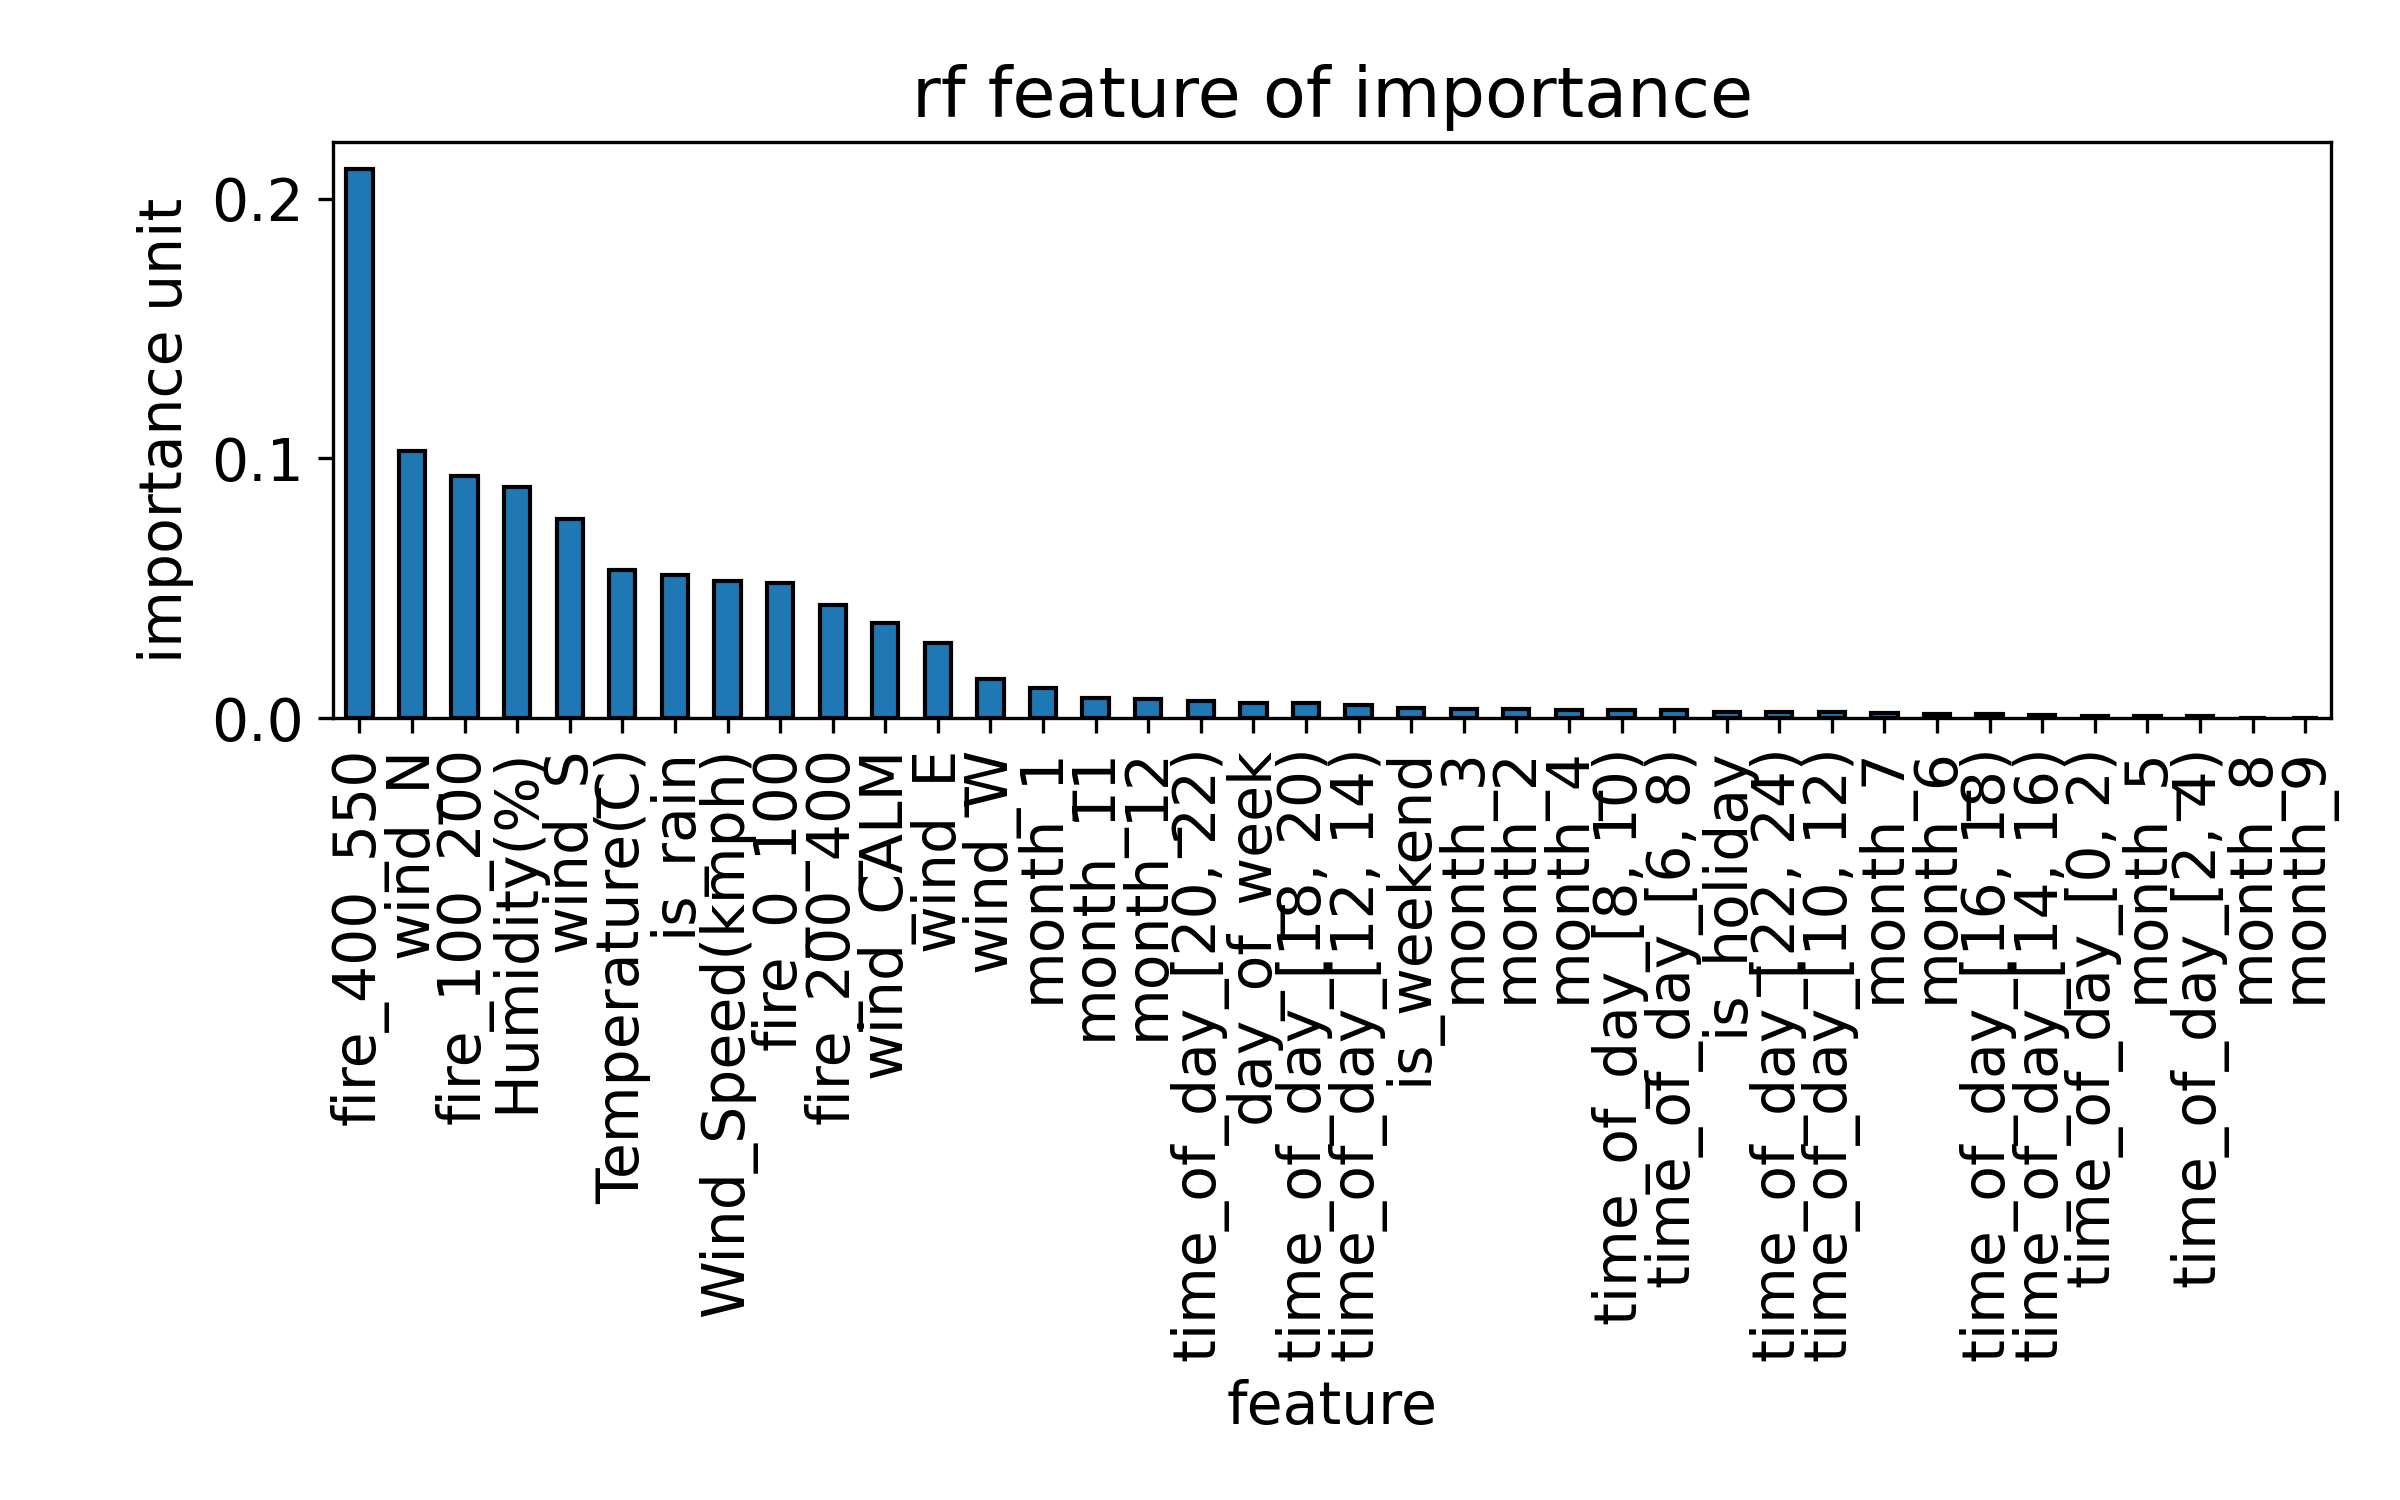 rf feature of importance
importance unit
0.2
0.1
0.0
fire_400_550
wind_N
fire_100_200
Humidity(%)
wind_S
Temperature(C)
is_rain
Wind_Speed(kmph)
fire_0_100
fire_200_400
wind_CALM
wind_E
wind_W
month_1
month_11
month_12
time_of_day_[20, 22)
day_of_week
time_of_day_[18, 20)
time_of_day_[12, 14)
is_weekend
month_3
month_2
month_4
time_of_day_[8, 10)
time_of_day_[6, 8)
is_holiday
time_of_day_[22, 24)
time_of_day_[10, 12)
month_7
month_6
time_of_day_[16, 18)
time_of_day_[14, 16)
time_of_day_[0, 2)
month_5
time_of_day_[2, 4)
month_8
month_9
feature